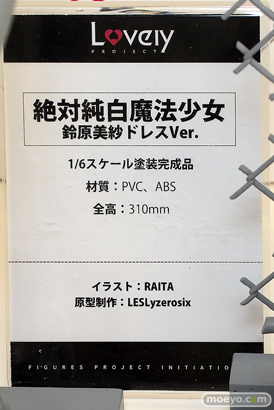 Lovely
PROJECT
絶対純白魔法少女
鈴原美紗ドレスVer.
1/6スケール塗装完成品
材質：PVC、ABS
全高：310mm
イラスト：RAITA
原型制作：LESLyzerosix
FIGURES PROJECT INITIATIO
moeyo.com